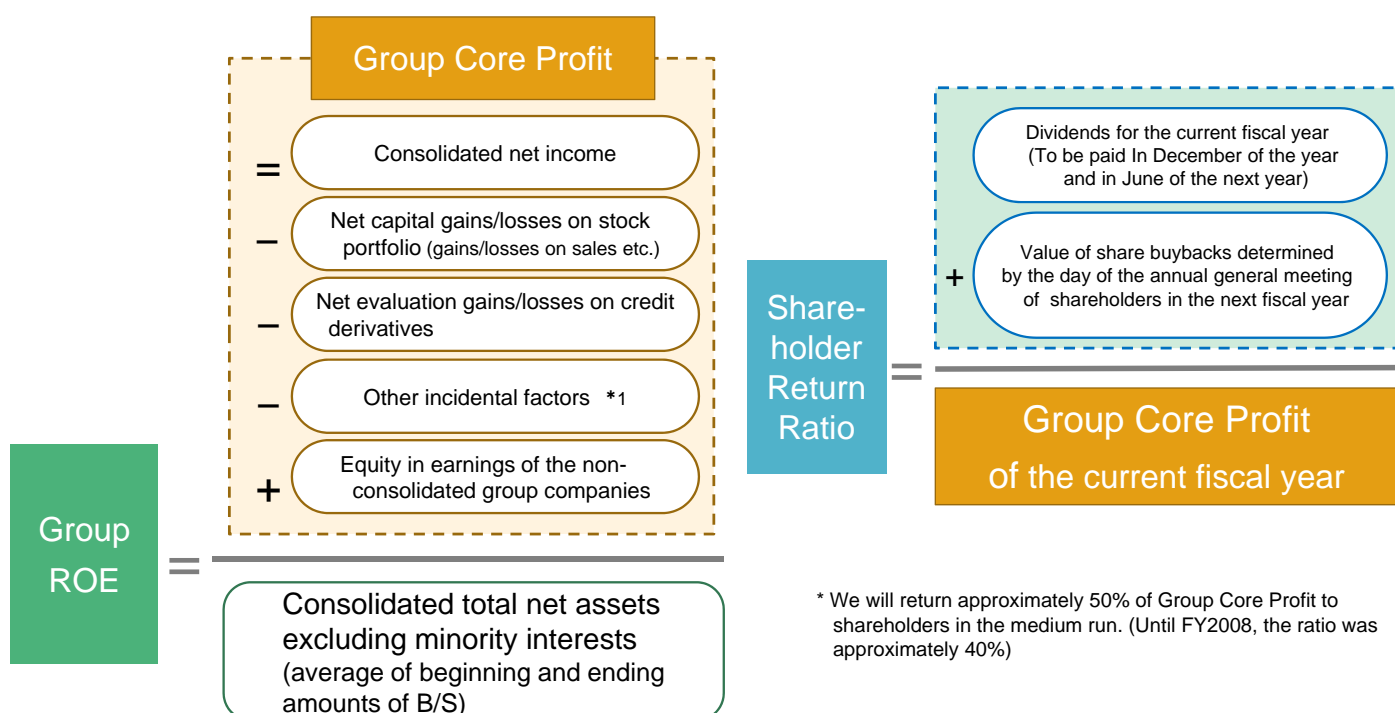 Group Core Profit
= Consolidated net income
− Net capital gains/losses on stock
portfolio (gains/losses on sales etc.)
− Net evaluation gains/losses on credit
derivatives
− Other incidental factors *1
+ Equity in earnings of the non-
consolidated group companies
Group
ROE
=
Consolidated total net assets
excluding minority interests
(average of beginning and ending
amounts of B/S)
Share-
holder
Return
Ratio
=
Dividends for the current fiscal year
(To be paid In December of the year
and in June of the next year)
+ Value of share buybacks determined
by the day of the annual general meeting
of shareholders in the next fiscal year
Group Core Profit
of the current fiscal year
* We will return approximately 50% of Group Core Profit to
shareholders in the medium run. (Until FY2008, the ratio was
approximately 40%)